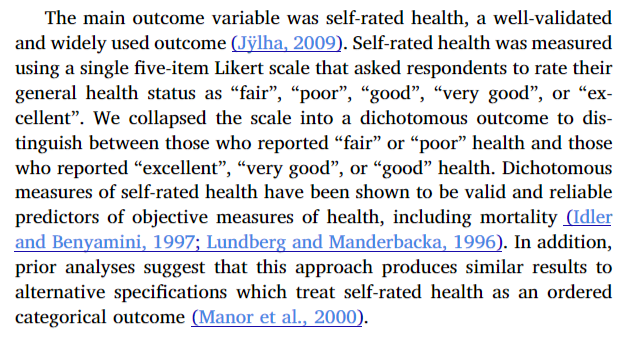 The main outcome variable was self-rated health, a well-validated
and widely used outcome (Jÿlha, 2009). Self-rated health was measured
using a single five-item Likert scale that asked respondents to rate their
general health status as “fair”, “poor”, “good”, “very good”, or “ex-
cellent”. We collapsed the scale into a dichotomous outcome to dis-
tinguish between those who reported “fair” or “poor” health and those
who reported “excellent”, “very good”, or “good” health. Dichotomous
measures of self-rated health have been shown to be valid and reliable
predictors of objective measures of health, including mortality (Idler
and Benyamini, 1997; Lundberg and Manderbacka, 1996). In addition,
prior analyses suggest that this approach produces similar results to
alternative specifications which treat self-rated health as an ordered
categorical outcome (Manor et al., 2000).